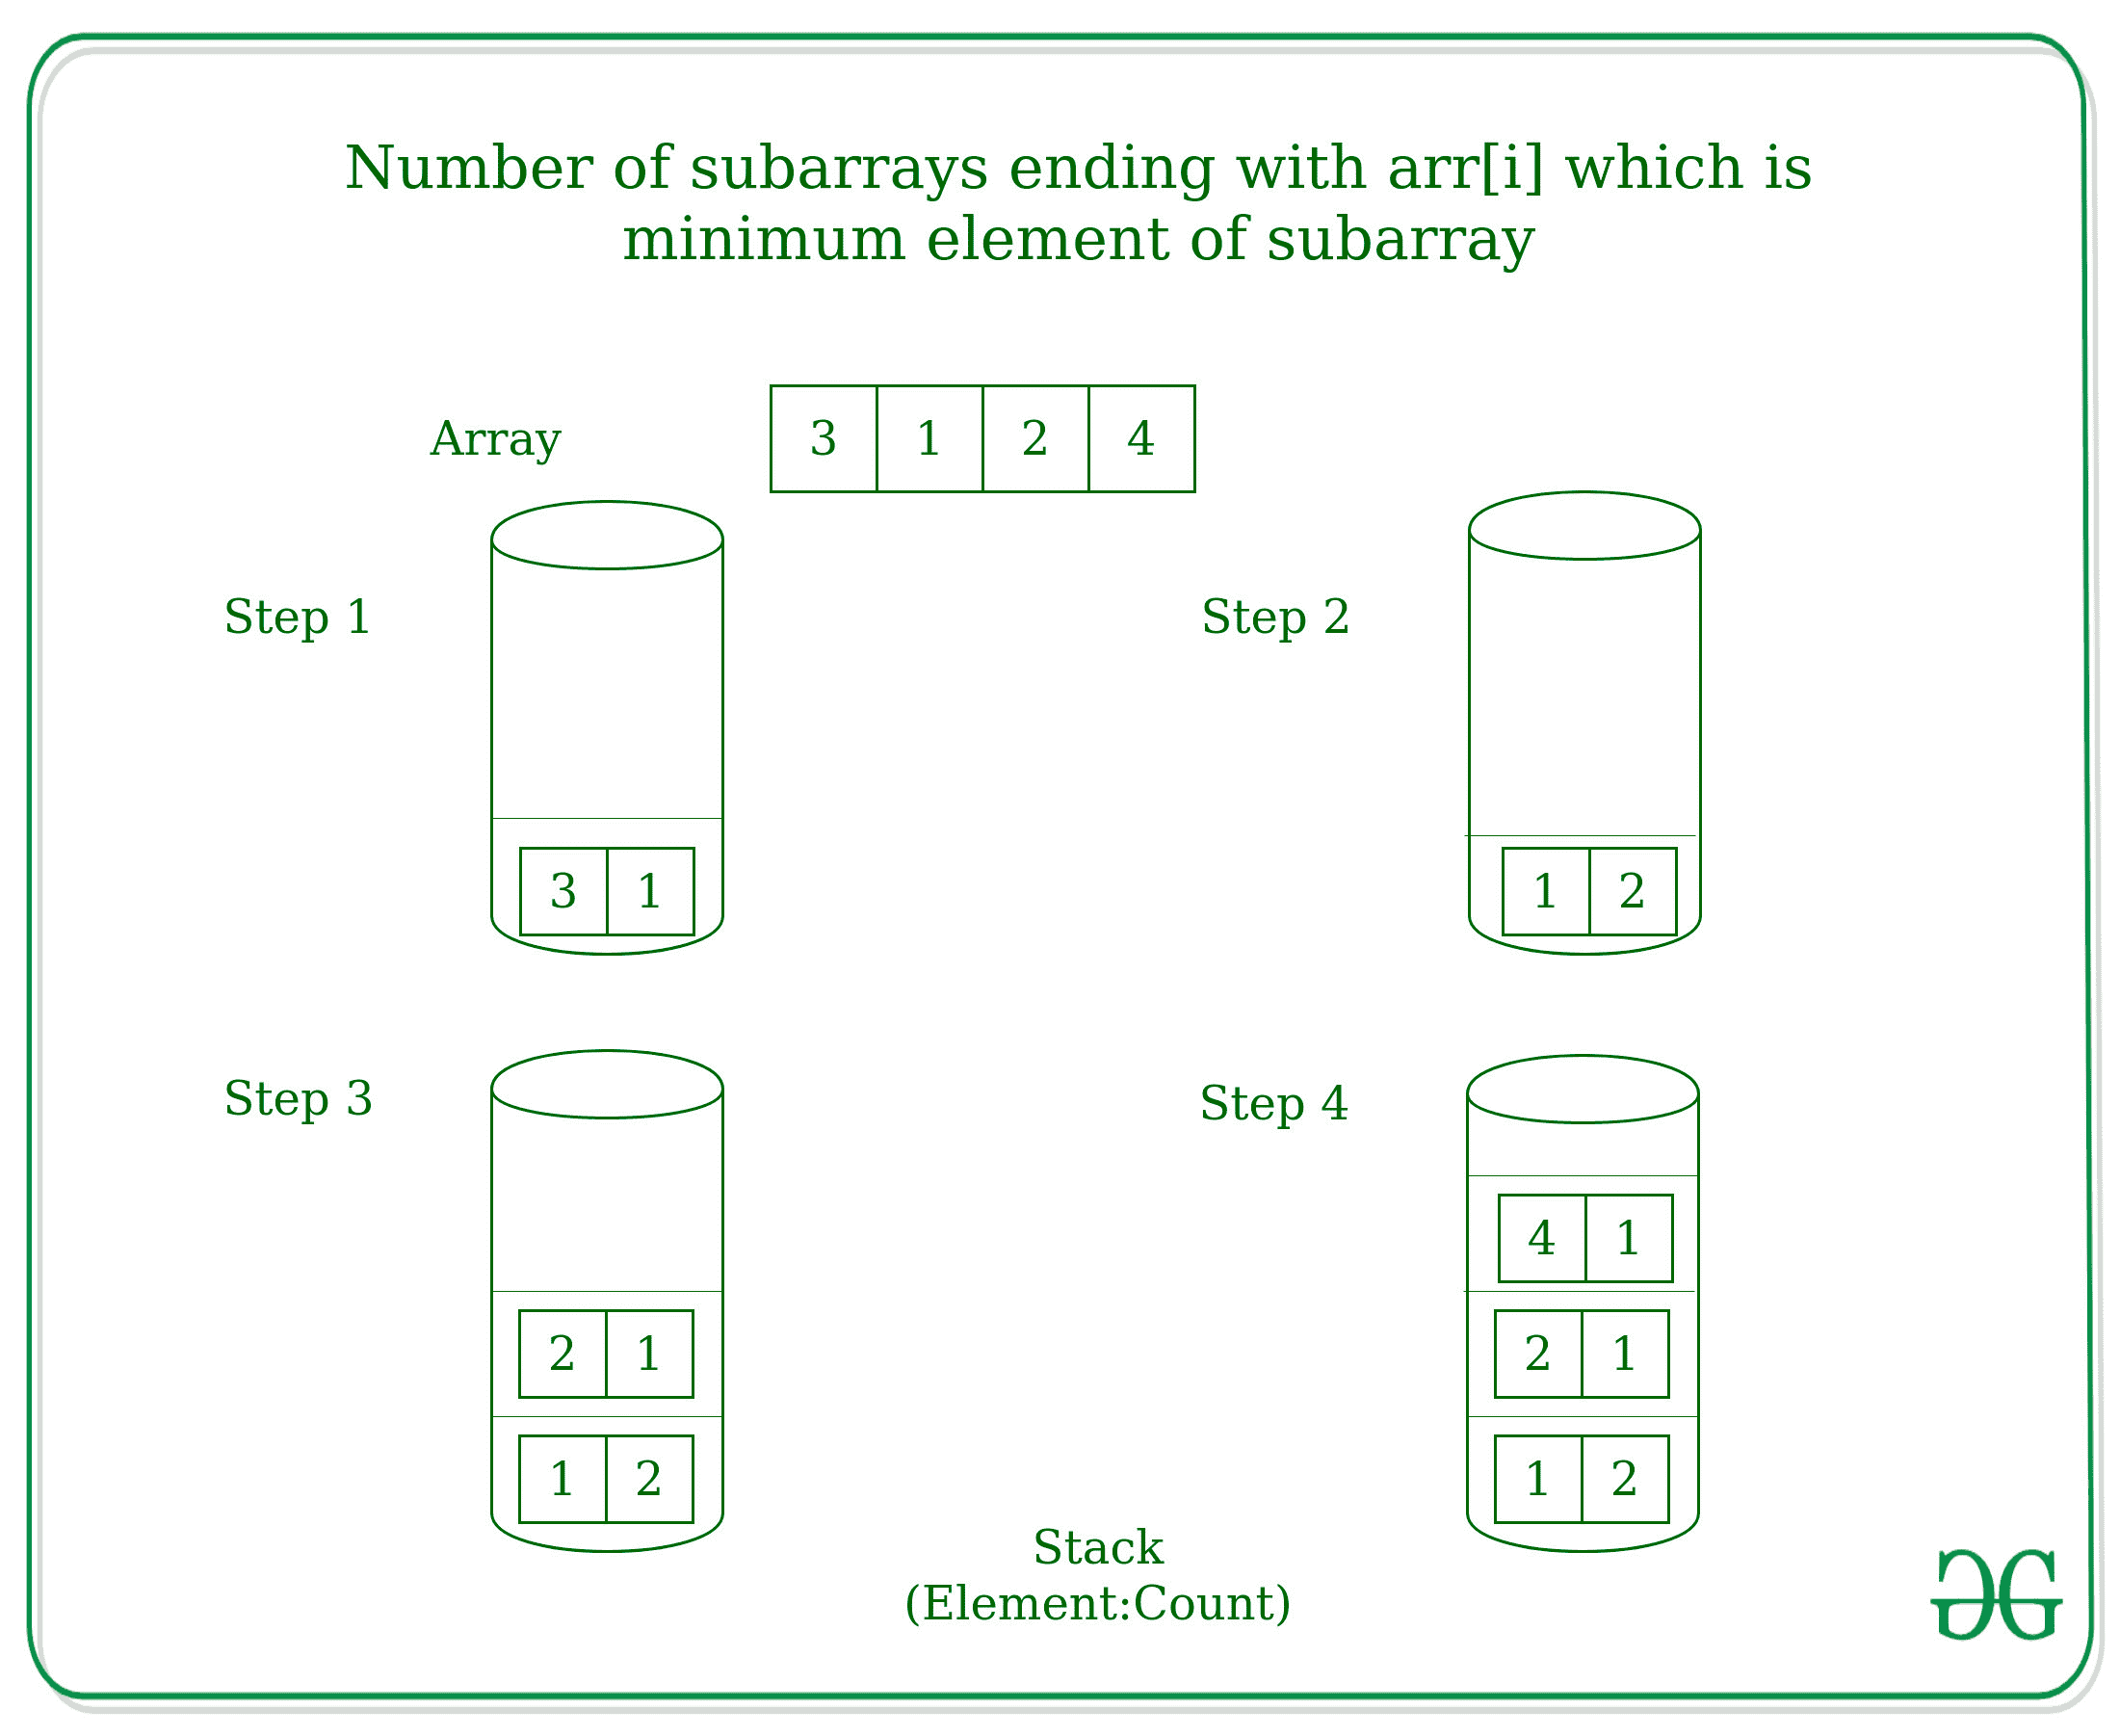 Number of subarrays ending with arr[i] which is
minimum element of subarray
Array
3 1 2 4
Step 1
3 1
Step 2
1 2
Step 3
2 1
1 2
Step 4
4 1
2 1
1 2
Stack
(Element:Count)